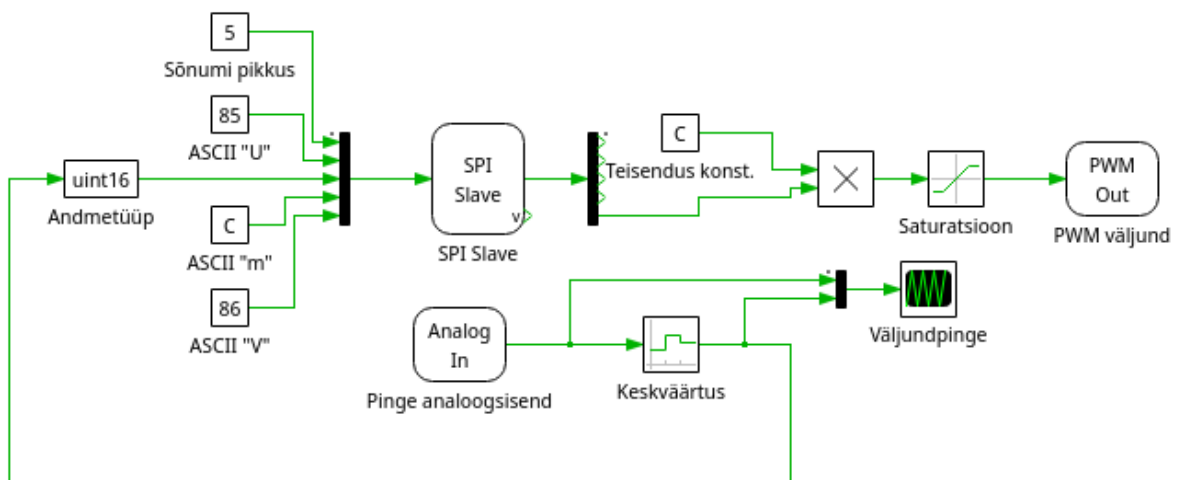 5
Sõnumi pikkus
85
ASCII "U"
uint16
Andmetüüp
C
ASCII "m"
86
ASCII "V"
SPI
Slave
v
SPI Slave
C
Teisendus konst.
Saturatsioon
PWM
Out
PWM väljund
Analog
In
Pinge analoogsisend
Keskväärtus
Väljundpinge